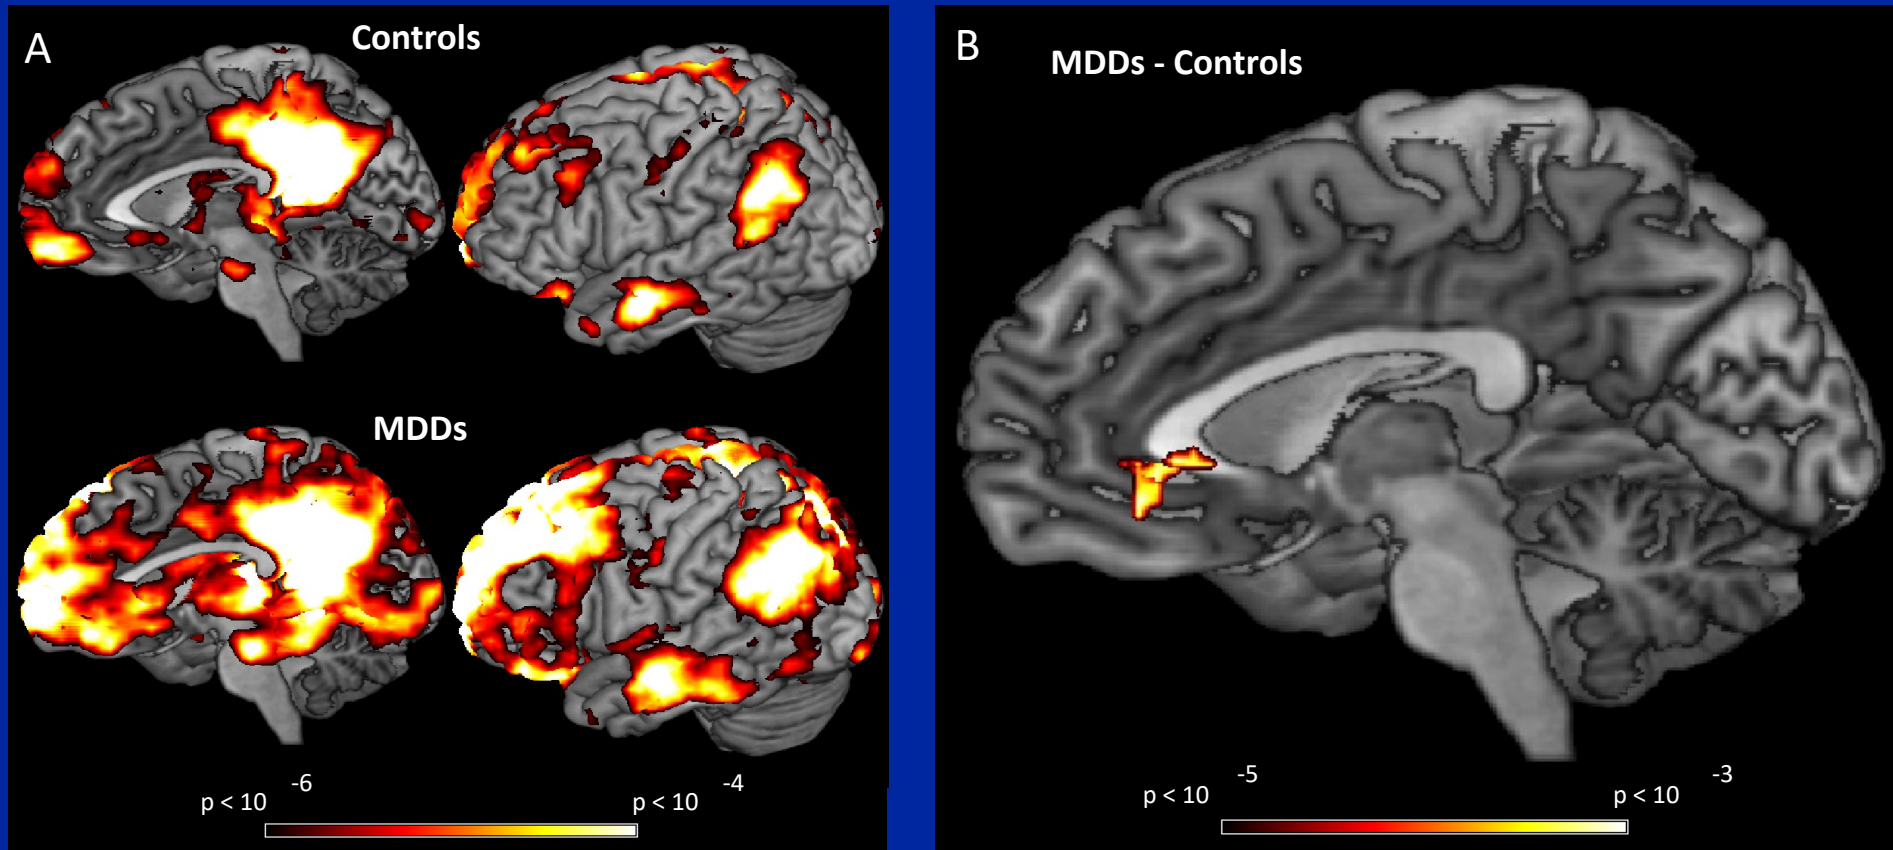 A
Controls
MDDs
p < 10 -6
p < 10 -4
B
MDDs - Controls
p < 10 -5
p < 10 -3